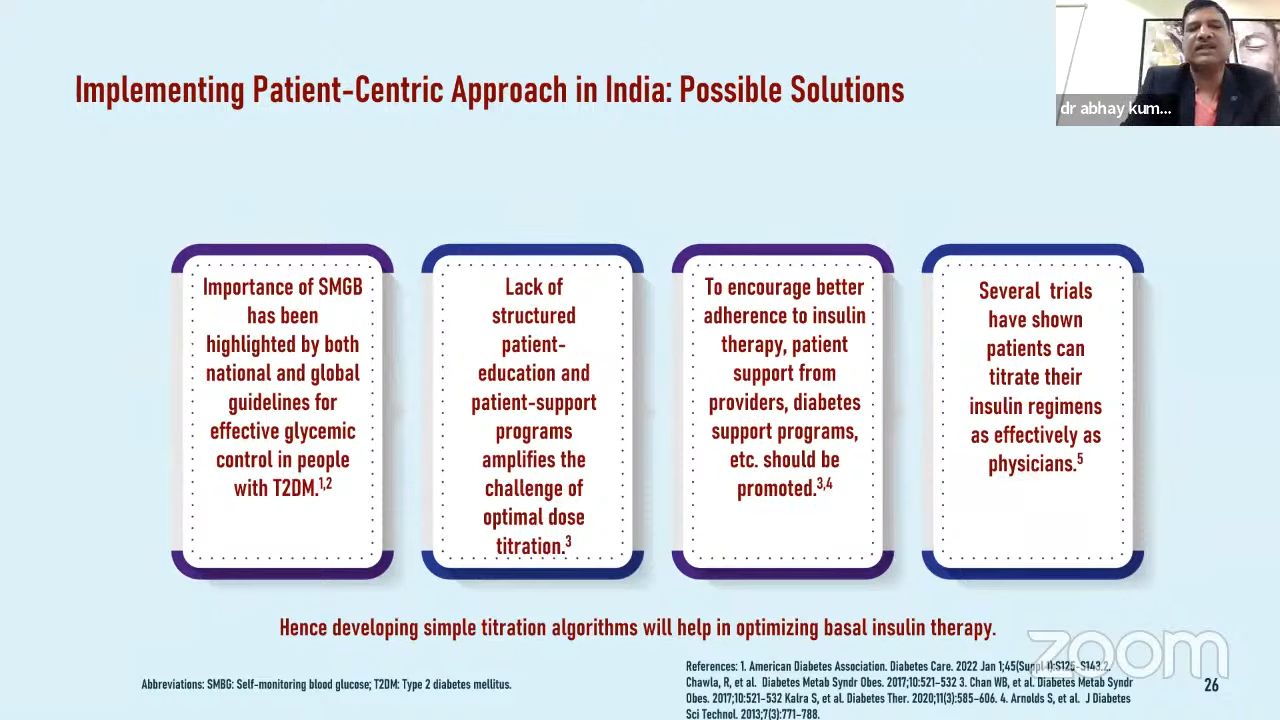 Implementing Patient-Centric Approach in India: Possible Solutions
dr abhay kum...
Importance of SMGB
has been
highlighted by both
national and global
guidelines for
effective glycemic
control in people
with T2DM.1,2
Lack of
structured
patient-
education and
patient-support
programs
amplifies the
challenge of
optimal dose
titration.3
To encourage better
adherence to insulin
therapy, patient
support from
providers, diabetes
support programs,
etc. should be
promoted.3,4
Several trials
have shown
patients can
titrate their
insulin regimens
as effectively as
physicians.5
Hence developing simple titration algorithms will help in optimizing basal insulin therapy.
zoom
Abbreviations: SMBG: Self-monitoring blood glucose; T2DM: Type 2 diabetes mellitus.
References: 1. American Diabetes Association. Diabetes Care. 2022 Jan 1;45(Suppl 1):S125-S143.2.
Chawla, R, et al. Diabetes Metab Syndr Obes. 2017;10:521-532 3. Chan WB, et al. Diabetes Metab Syndr
Obes. 2017;10:521-532 Kalra S, et al. Diabetes Ther. 2020;11(3):585-606. 4. Arnolds S, et al. J Diabetes
Sci Technol. 2013;7(3):771-788.
26